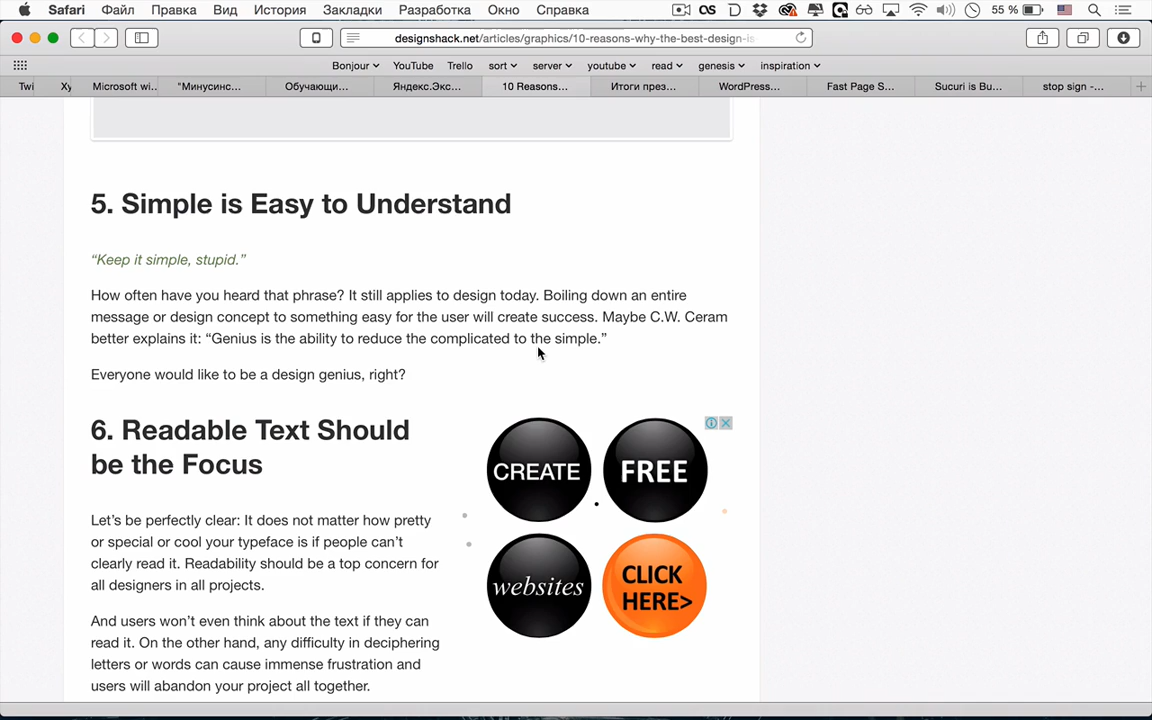 Safari Файл Правка Вид История Закладки Разработка Окно Справка 55 %
designshack.net/articles/graphics/10-reasons-why-the-best-design-is-
Bonjour YouTube Trello sort server youtube read genesis inspiration
Twi Xy Microsoft wi... "Минусинс... Обучающи... Яндекс.Экс... 10 Reasons... Итоги през... WordPress... Fast Page S... Sucuri is Bu... stop sign -...
5. Simple is Easy to Understand
“Keep it simple, stupid.”
How often have you heard that phrase? It still applies to design today. Boiling down an entire
message or design concept to something easy for the user will create success. Maybe C.W. Ceram
better explains it: “Genius is the ability to reduce the complicated to the simple.”
Everyone would like to be a design genius, right?
6. Readable Text Should
be the Focus
Let’s be perfectly clear: It does not matter how pretty
or special or cool your typeface is if people can’t
clearly read it. Readability should be a top concern for
all designers in all projects.
And users won’t even think about the text if they can
read it. On the other hand, any difficulty in deciphering
letters or words can cause immense frustration and
users will abandon your project all together.
CREATE FREE
websites CLICK
HERE>